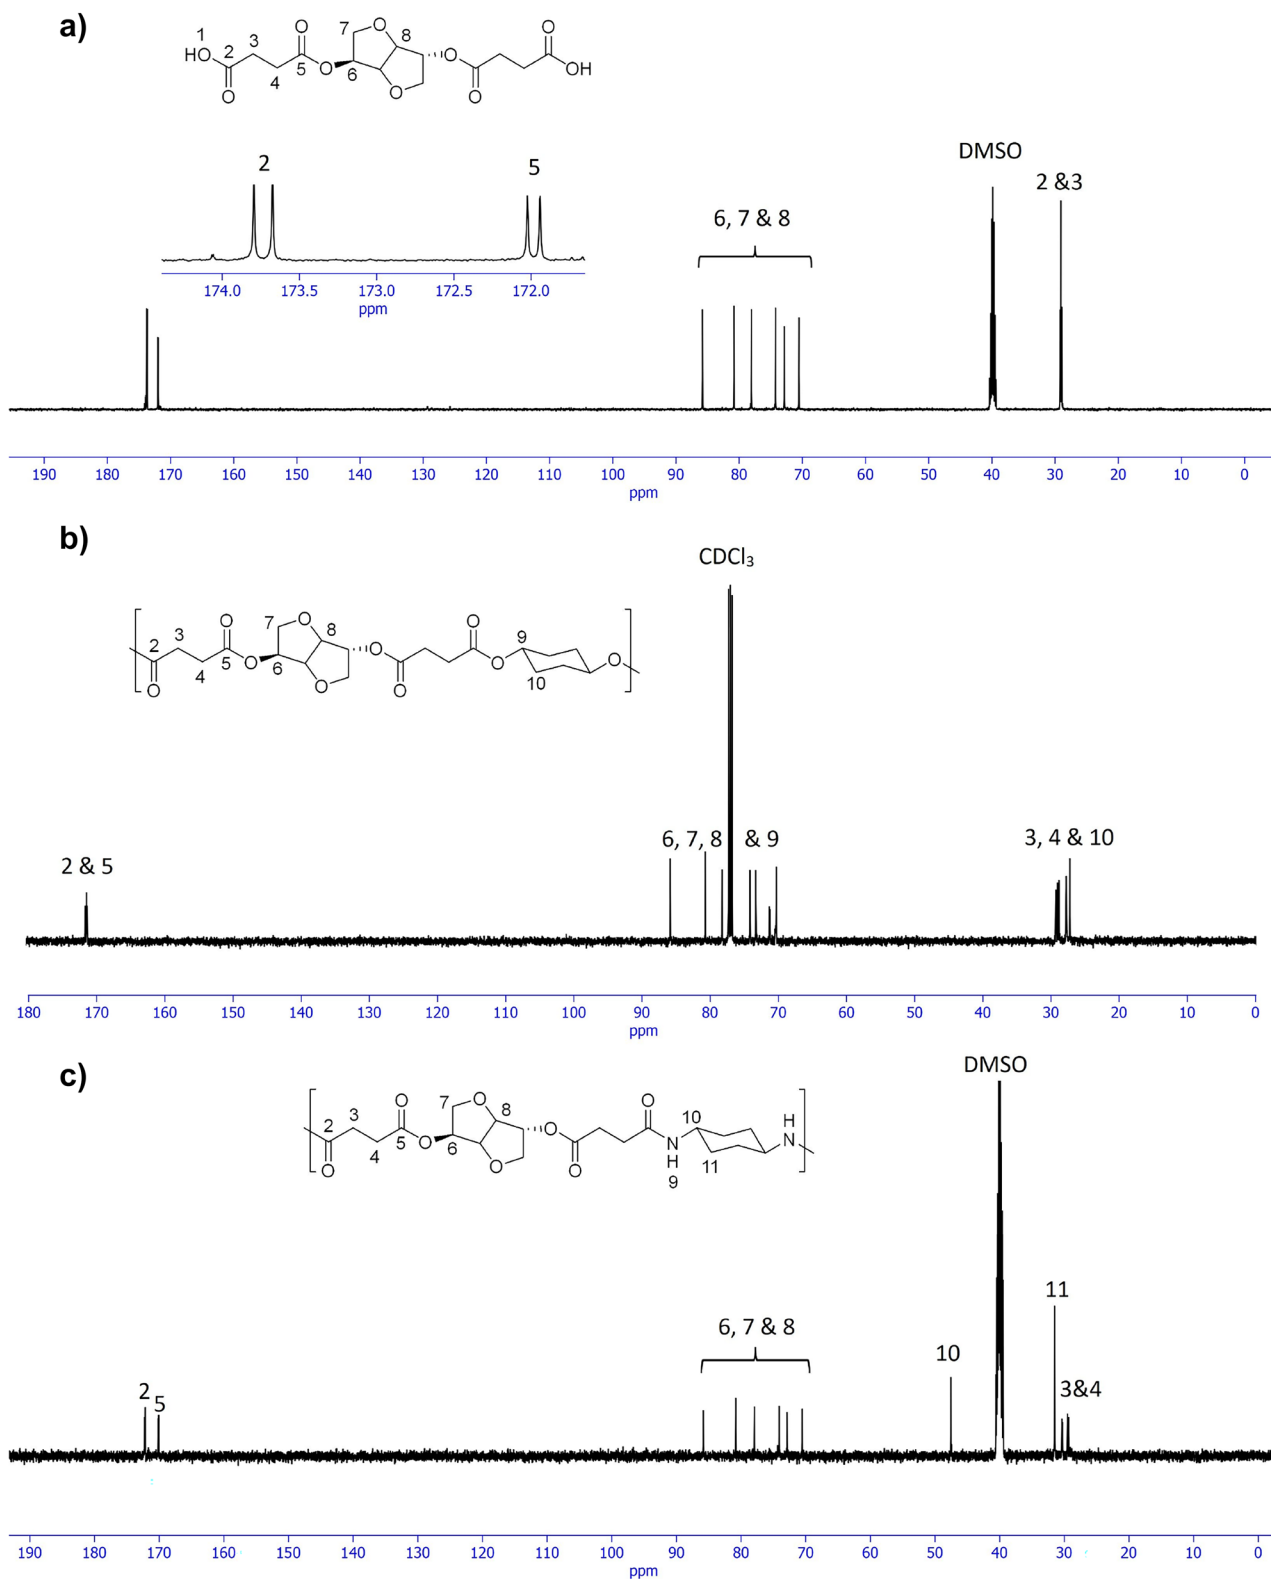 a)
1
HO
2
3
4
O
O
5
O
6
7
O
8
O
O
O
O
OH
2
5
174.0 173.5 173.0 172.5 172.0
ppm
6, 7 & 8
DMSO
2 &3
190 180 170 160 150 140 130 120 110 100 90 80 70 60 50 40 30 20 10 0
ppm
b)
CDCl₃
2
O
3
4
O
5
O
6
7
O
8
O
O
O
O
O
9
10
O
2 & 5
6, 7, 8 & 9
3, 4 & 10
180 170 160 150 140 130 120 110 100 90 80 70 60 50 40 30 20 10 0
ppm
c)
DMSO
2
O
3
4
O
5
O
6
7
O
8
O
O
O
O
N
H
9
10
11
H
N
2
5
6, 7 & 8
10
11
3&4
190 180 170 160 150 140 130 120 110 100 90 80 70 60 50 40 30 20 10 0
ppm